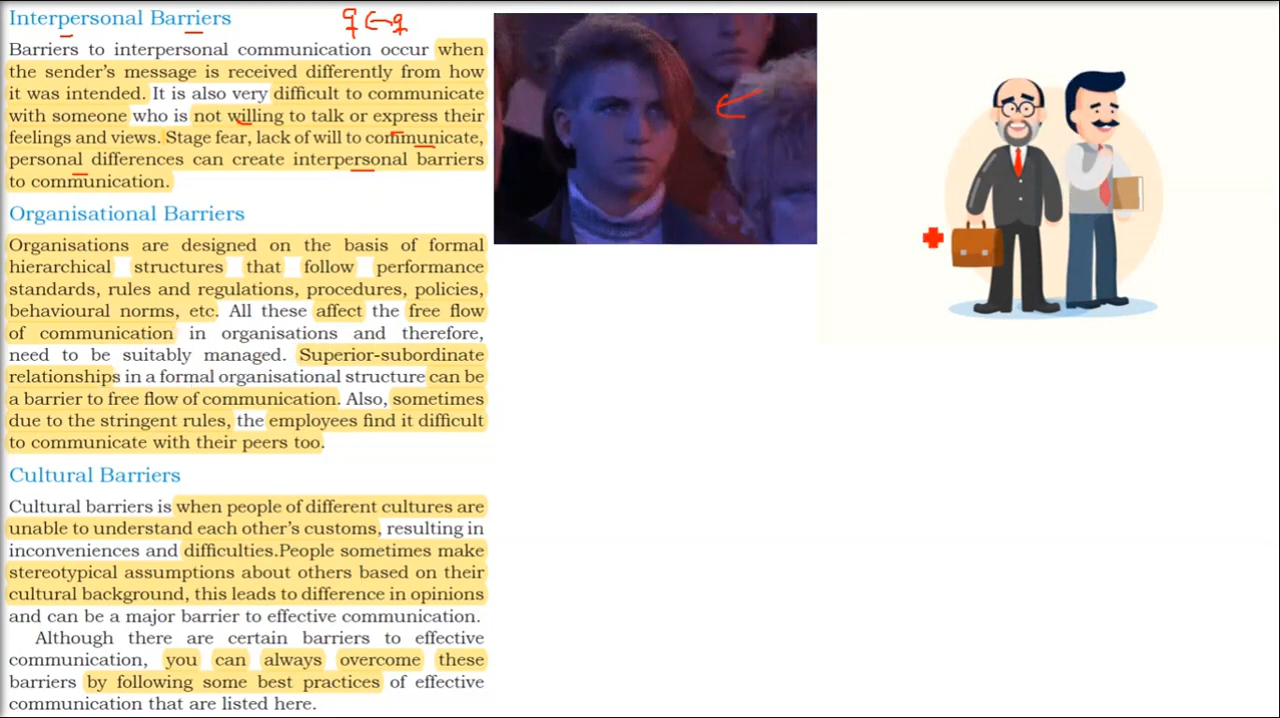 Interpersonal Barriers
Barriers to interpersonal communication occur when
the sender's message is received differently from how
it was intended. It is also very difficult to communicate
with someone who is not willing to talk or express their
feelings and views. Stage fear, lack of will to communicate,
personal differences can create interpersonal barriers
to communication.
Organisational Barriers
Organisations are designed on the basis of formal
hierarchical structures that follow performance
standards, rules and regulations, procedures, policies,
behavioural norms, etc. All these affect the free flow
of communication in organisations and therefore,
need to be suitably managed. Superior-subordinate
relationships in a formal organisational structure can be
a barrier to free flow of communication. Also, sometimes
due to the stringent rules, the employees find it difficult
to communicate with their peers too.
Cultural Barriers
Cultural barriers is when people of different cultures are
unable to understand each other's customs, resulting in
inconveniences and difficulties.People sometimes make
stereotypical assumptions about others based on their
cultural background, this leads to difference in opinions
and can be a major barrier to effective communication.
Although there are certain barriers to effective
communication, you can always overcome these
barriers by following some best practices of effective
communication that are listed here.